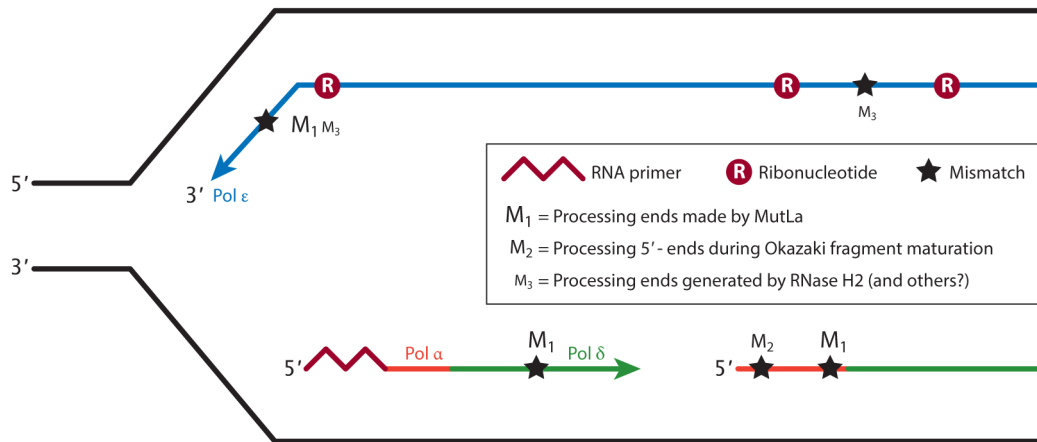 R
R
R
M₁ M₃
M₃
5′
3′ Pol ε
RNA primer
R Ribonucleotide
Mismatch
M₁ = Processing ends made by MutLa
M₂ = Processing 5′- ends during Okazaki fragment maturation
M₃ = Processing ends generated by RNase H2 (and others?)
3′
5′ Pol α M₁ Pol δ
5′ M₂ M₁